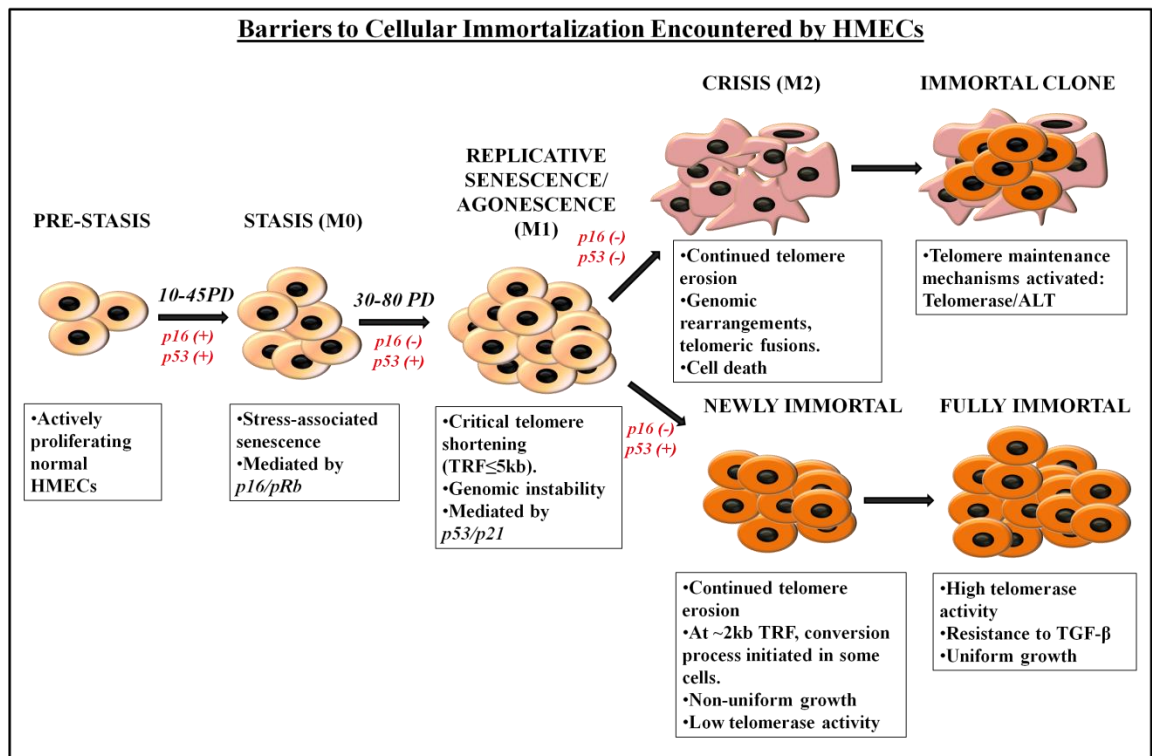 Barriers to Cellular Immortalization Encountered by HMECs
PRE-STASIS
•Actively
proliferating
normal
HMECs
10-45PD
p16 (+)
p53 (+)
STASIS (M0)
•Stress-associated
senescence
•Mediated by
p16/pRb
30-80 PD
p16 (-)
p53 (+)
REPLICATIVE
SENESCENCE/
AGONESCENCE
(M1)
•Critical telomere
shortening
(TRF≤5kb).
•Genomic instability
•Mediated by
p53/p21
p16 (-)
p53 (-)
CRISIS (M2)
•Continued telomere
erosion
•Genomic
rearrangements,
telomeric fusions.
•Cell death
IMMORTAL CLONE
•Telomere maintenance
mechanisms activated:
Telomerase/ALT
p16 (-)
p53 (+)
NEWLY IMMORTAL
•Continued telomere
erosion
•At ~2kb TRF, conversion
process initiated in some
cells.
•Non-uniform growth
•Low telomerase activity
FULLY IMMORTAL
•High telomerase
activity
•Resistance to TGF-β
•Uniform growth